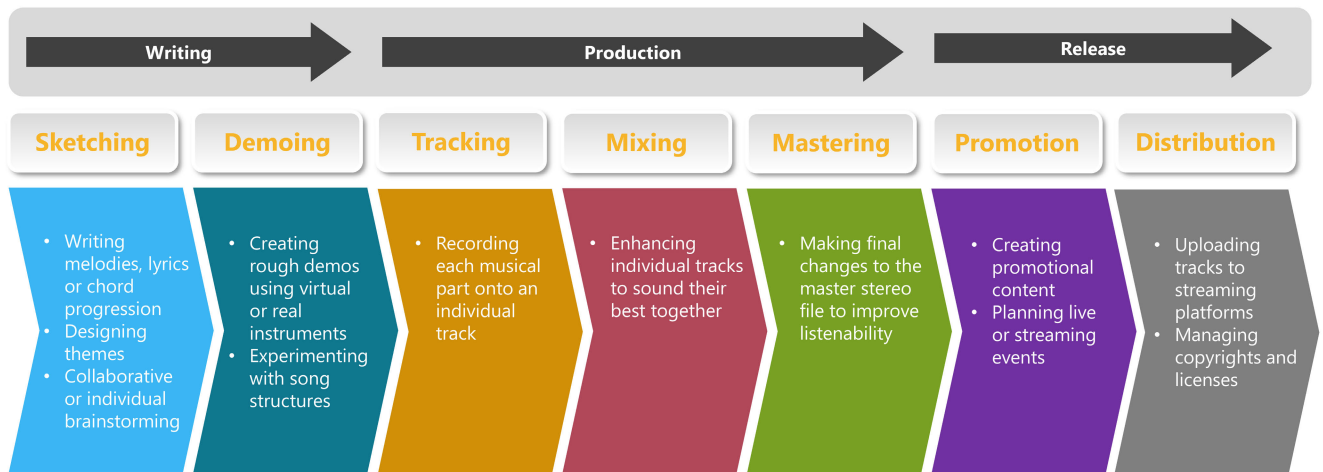 Writing
Production
Release
Sketching
Demoing
Tracking
Mixing
Mastering
Promotion
Distribution
• Writing
melodies, lyrics
or chord
progression
• Designing
themes
• Collaborative
or individual
brainstorming
• Creating
rough demos
using virtual
or real
instruments
• Experimenting
with song
structures
• Recording
each musical
part onto an
individual
track
• Enhancing
individual tracks
to sound their
best together
• Making final
changes to the
master stereo
file to improve
listenability
• Creating
promotional
content
• Planning live
or streaming
events
• Uploading
tracks to
streaming
platforms
• Managing
copyrights and
licenses